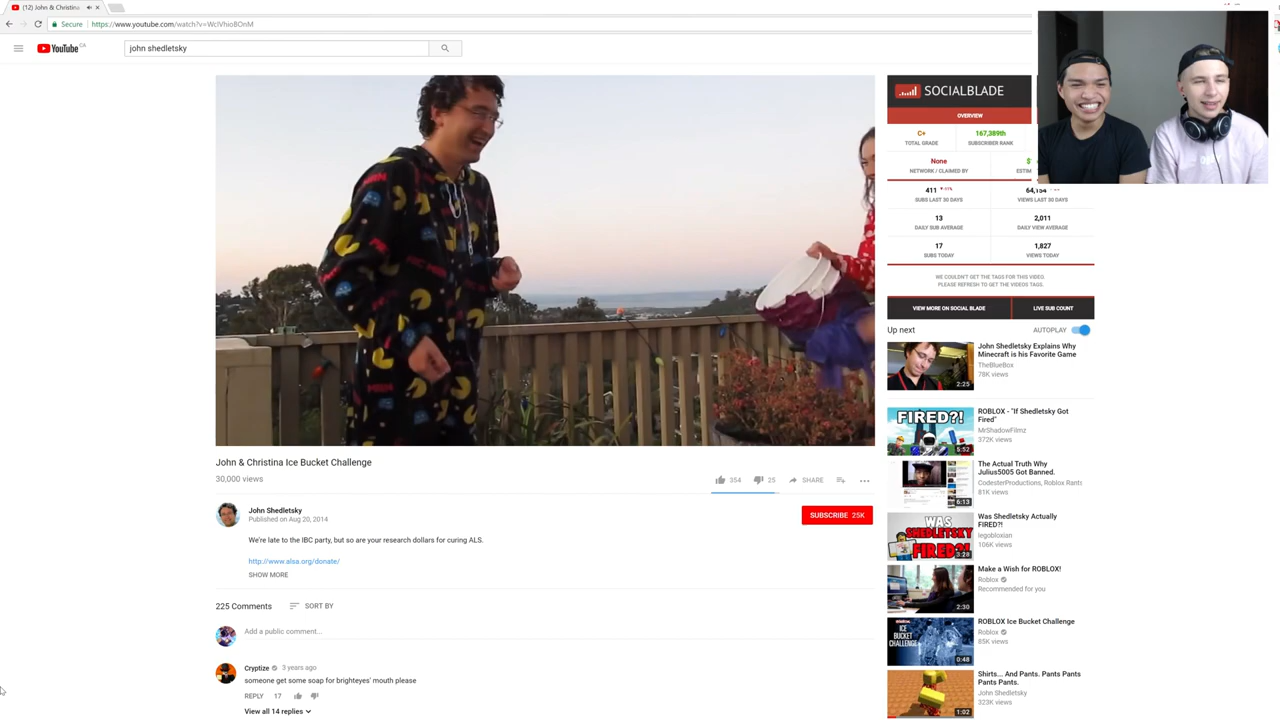 (12) John & Christina
Secure
https://www.youtube.com/watch?v=WclVhio8OnM
YouTube CA
john shedletsky
SOCIALBLADE
OVERVIEW
C+
167,389th
TOTAL GRADE
SUBSCRIBER RANK
None
$
NETWORK / CLAIMED BY
ESTIM
411
64,154
SUBS LAST 30 DAYS
VIEWS LAST 30 DAYS
13
2,011
DAILY SUB AVERAGE
DAILY VIEW AVERAGE
17
1,827
SUBS TODAY
VIEWS TODAY
WE COULDN'T GET THE TAGS FOR THIS VIDEO,
PLEASE REFRESH TO GET THE VIDEOS TAGS.
VIEW MORE ON SOCIAL BLADE
LIVE SUB COUNT
Up next
AUTOPLAY
John Shedletsky Explains Why
Minecraft is his Favorite Game
TheBlueBox
78K views
2:25
FIRED?!
5:52
ROBLOX - "If Shedletsky Got
Fired"
MrShadowFilmz
372K views
6:13
The Actual Truth Why
Julius5005 Got Banned.
CodesterProductions, Roblox Rants
81K views
WAS
SHEDLETSKY
FIRED?!
3:28
Was Shedletsky Actually
FIRED?!
legobloxian
106K views
2:30
Make a Wish for ROBLOX!
Roblox
Recommended for you
ICE
BUCKET
CHALLENGE
0:48
ROBLOX Ice Bucket Challenge
Roblox
85K views
1:02
Shirts... And Pants. Pants Pants
Pants Pants.
John Shedletsky
323K views
John & Christina Ice Bucket Challenge
30,000 views
354
25
SHARE
John Shedletsky
Published on Aug 20, 2014
SUBSCRIBE 25K
We're late to the IBC party, but so are your research dollars for curing ALS.
http://www.alsa.org/donate/
SHOW MORE
225 Comments
SORT BY
Add a public comment...
Cryptize
3 years ago
someone get some soap for brighteyes' mouth please
REPLY
17
View all 14 replies